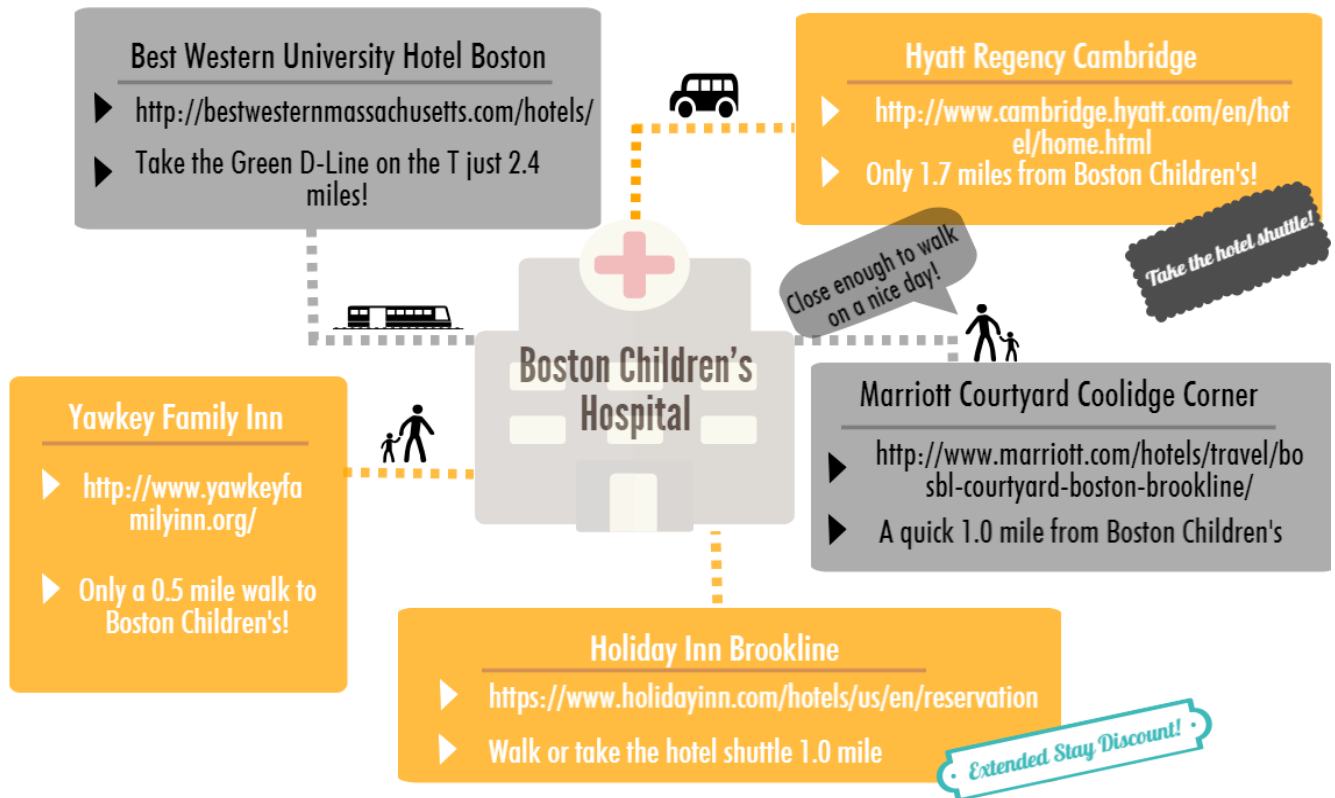 Best Western University Hotel Boston
http://bestwesternmassachusetts.com/hotels/
Take the Green D-Line on the T just 2.4
miles!
Hyatt Regency Cambridge
http://www.cambridge.hyatt.com/en/hot
el/home.html
Only 1.7 miles from Boston Children's!
Take the hotel shuttle!
Close enough to walk
on a nice day!
Boston Children's
Hospital
Yawkey Family Inn
http://www.yawkeyfa
milyinn.org/
Only a 0.5 mile walk to
Boston Children's!
Marriott Courtyard Coolidge Corner
http://www.marriott.com/hotels/travel/bo
sbl-courtyard-boston-brookline/
A quick 1.0 mile from Boston Children's
Holiday Inn Brookline
https://www.holidayinn.com/hotels/us/en/reservation
Walk or take the hotel shuttle 1.0 mile
Extended Stay Discount!